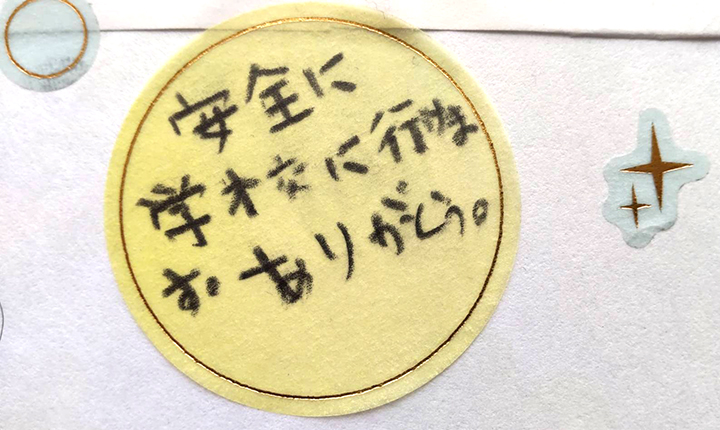 安全に
学校に行けま
す。ありがとう。